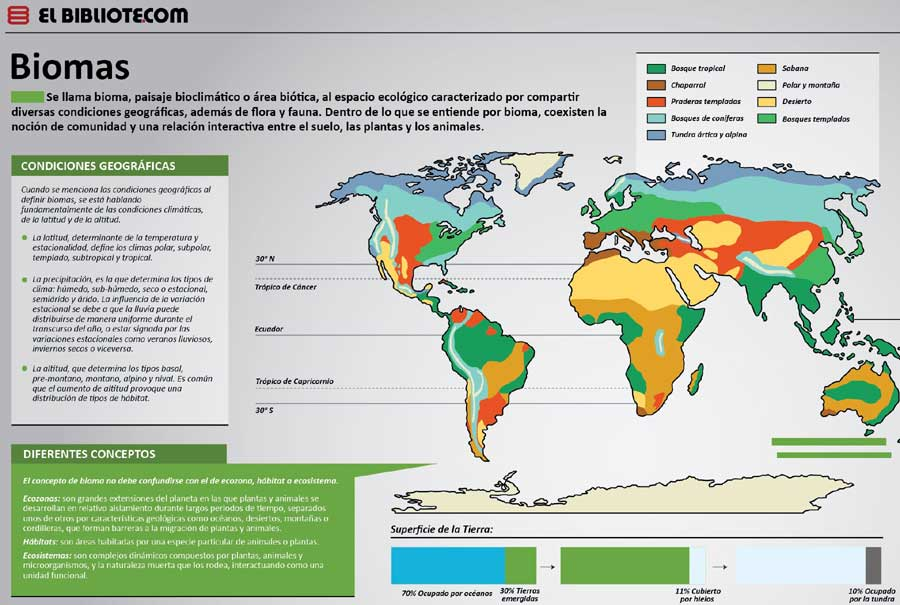 EL BIBLIOTE.COM
Biomas
Se llama bioma, paisaje bioclimático o área biótica, al espacio ecológico caracterizado por compartir
diversas condiciones geográficas, además de flora y fauna. Dentro de lo que se entiende por bioma, coexisten la
noción de comunidad y una relación interactiva entre el suelo, las plantas y los animales.
Bosque tropical
Chaparral
Praderas templadas
Bosques de coníferas
Tundra ártica y alpina
Sabana
Polar y montaña
Desierto
Bosques templados
CONDICIONES GEOGRÁFICAS
Cuando se menciona las condiciones geográficas al
definir biomas, se está hablando
fundamentalmente de las condiciones climáticas,
de la latitud y de la altitud.
La latitud, determinante de la temperatura y
estacionalidad, define los climas polar, subpolar,
templado, subtropical y tropical.
La precipitación, es la que determina los tipos de
clima: húmedo, sub-húmedo, seco o estacional,
semiárido y árido. La influencia de la variación
estacional se debe a que la lluvia puede
distribuirse de manera uniforme durante el
transcurso del año, o estar signada por las
variaciones estacionales como veranos lluviosos,
inviernos secos o viceversa.
La altitud, que determina los tipos basal,
pre-montano, montano, alpino y nival. Es común
que el aumento de altitud provoque una
distribución de tipos de hábitat.
30° N
Trópico de Cáncer
Ecuador
Trópico de Capricornio
30° S
DIFERENTES CONCEPTOS
El concepto de bioma no debe confundirse con el de ecozona, hábitat o ecosistema.
Ecozonas: son grandes extensiones del planeta en las que plantas y animales se
desarrollan en relativo aislamiento durante largos periodos de tiempo, separados
unos de otros por características geológicas como océanos, desiertos, montañas o
cordilleras, que forman barreras a la migración de plantas y animales.
Hábitats: son áreas habitadas por una especie particular de animales o plantas.
Ecosistemas: son complejos dinámicos compuestos por plantas, animales y
microorganismos, y la naturaleza muerta que los rodea, interactuando como una
unidad funcional.
Superficie de la Tierra:
70% Ocupado por océanos
30% Tierras
emergidas
11% Cubierto
por hielos
10% Ocupado
por la tundra